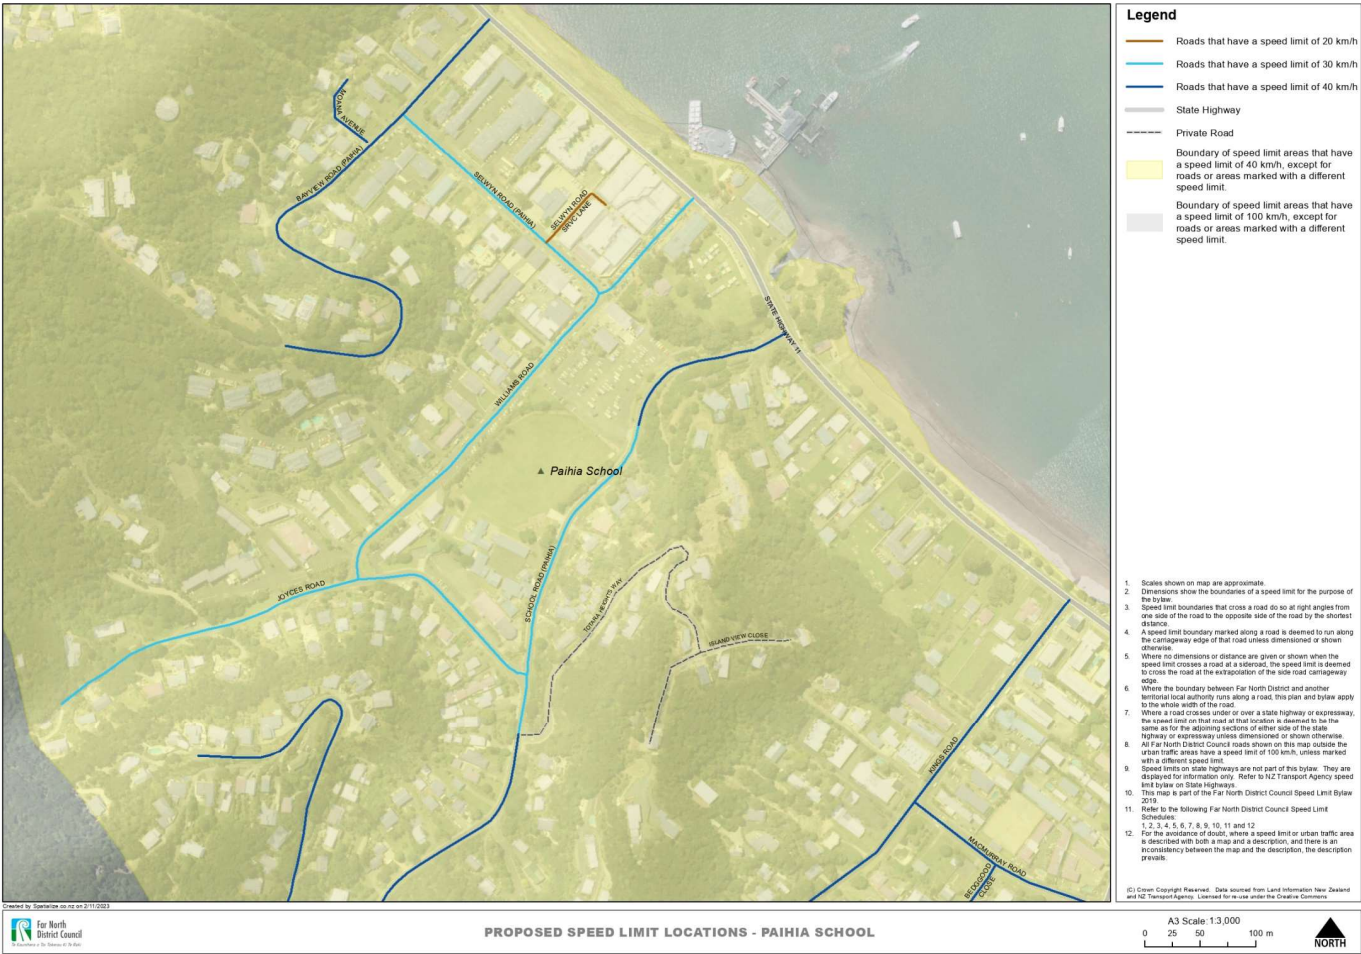 MOANA AVENUE
BAYVIEW ROAD (PAIHIA)
SELWYN ROAD (PAIHIA)
SELWYN ROAD
SRVC LANE
STATE HIGHWAY 11
WILLIAMS ROAD
Paihia School
JOYCES ROAD
SCHOOL ROAD (PAIHIA)
TOTARA HEIGHTS WAY
ISLAND VIEW CLOSE
KINGS ROAD
MACMURRAY ROAD
BEDGGOOD
CLOSE
Legend
Roads that have a speed limit of 20 km/h
Roads that have a speed limit of 30 km/h
Roads that have a speed limit of 40 km/h
State Highway
Private Road
Boundary of speed limit areas that have
a speed limit of 40 km/h, except for
roads or areas marked with a different
speed limit.
Boundary of speed limit areas that have
a speed limit of 100 km/h, except for
roads or areas marked with a different
speed limit.
1. Scales shown on map are approximate.
2. Dimensions show the boundaries of a speed limit for the purpose of
the bylaw.
3. Speed limit boundaries that cross a road do so at right angles from
one side of the road to the opposite side of the road by the shortest
distance.
4. A speed limit boundary marked along a road is deemed to run along
the carriageway edge of that road unless dimensioned or shown
otherwise.
5. Where no dimensions or distance are given or shown when the
speed limit crosses a road at a sideroad, the speed limit is deemed
to cross the road at the extrapolation of the side road carriageway
edge.
6. Where the boundary between Far North District and another
territorial local authority runs along a road, this plan and bylaw apply
to the whole width of the road.
7. Where a road crosses under or over a state highway or expressway,
the speed limit on that road at that location is deemed to be the
same as for the adjoining sections of either side of the state
highway or expressway unless dimensioned or shown otherwise.
8. All Far North District Council roads shown on this map outside the
urban traffic areas have a speed limit of 100 km/h, unless marked
with a different speed limit.
9. Speed limits on state highways are not part of this bylaw. They are
displayed for information only. Refer to NZ Transport Agency speed
limit bylaw on State Highways.
10. This map is part of the Far North District Council Speed Limit Bylaw
2019.
11. Refer to the following Far North District Council Speed Limit
Schedules:
1, 2, 3, 4, 5, 6, 7, 8, 9, 10, 11 and 12
12. For the avoidance of doubt, where a speed limit or urban traffic area
is described with both a map and a description, and there is an
inconsistency between the map and the description, the description
prevails.
(C) Crown Copyright Reserved. Data sourced from Land Information New Zealand
and NZ Transport Agency. Licensed for re-use under the Creative Commons
Created by Spatialize.co.nz on 2/11/2023
Far North
District Council
PROPOSED SPEED LIMIT LOCATIONS - PAIHIA SCHOOL
A3 Scale: 1:3,000
0 25 50 100 m
NORTH